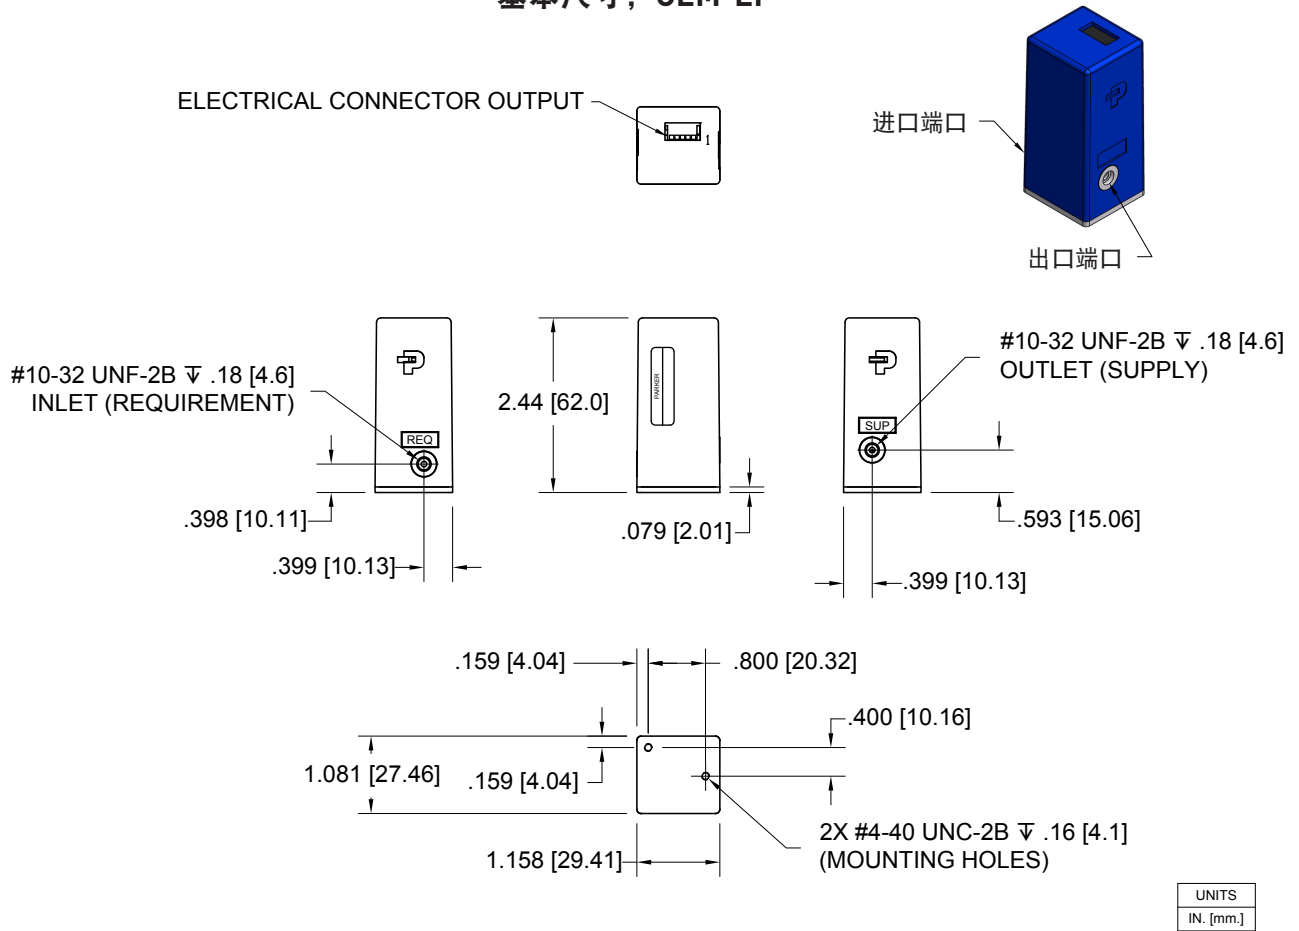 ELECTRICAL CONNECTOR OUTPUT
1
进口端口
出口端口
#10-32 UNF-2B ↧ .18 [4.6]
INLET (REQUIREMENT)
REQ
.398 [10.11]
.399 [10.13]
2.44 [62.0]
PARKER
.079 [2.01]
#10-32 UNF-2B ↧ .18 [4.6]
OUTLET (SUPPLY)
SUP
.593 [15.06]
.399 [10.13]
.159 [4.04]
.800 [20.32]
.400 [10.16]
1.081 [27.46]
.159 [4.04]
1.158 [29.41]
2X #4-40 UNC-2B ↧ .16 [4.1]
(MOUNTING HOLES)
UNITS
IN. [mm.]